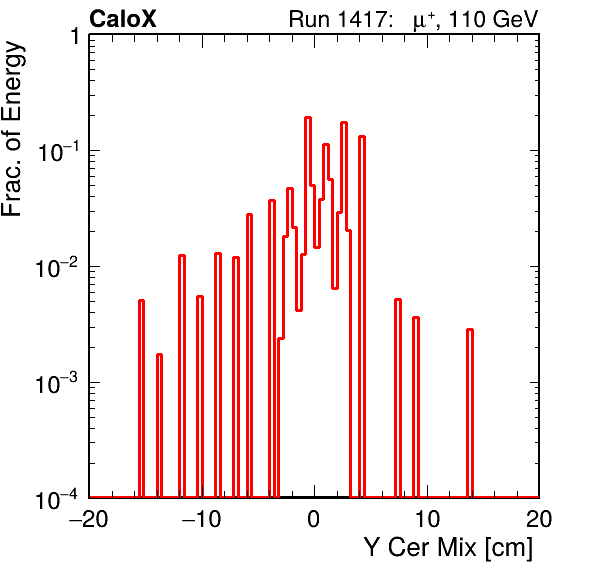 CaloX Run 1417: μ⁺, 110 GeV
Frac. of Energy
1
10⁻¹
10⁻²
10⁻³
10⁻⁴
−20 −10 0 10 20
Y Cer Mix [cm]